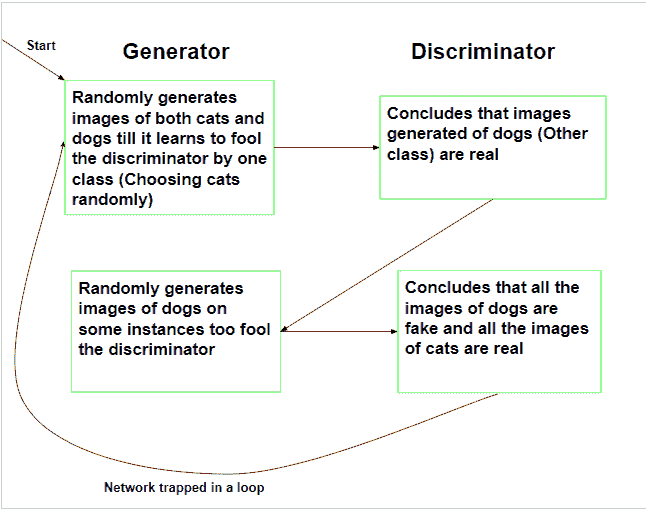 Start
Generator
Discriminator
Randomly generates
images of both cats and
dogs till it learns to fool
the discriminator by one
class (Choosing cats
randomly)
Concludes that images
generated of dogs (Other
class) are real
Randomly generates
images of dogs on
some instances too fool
the discriminator
Concludes that all the
images of dogs are
fake and all the images
of cats are real
Network trapped in a loop